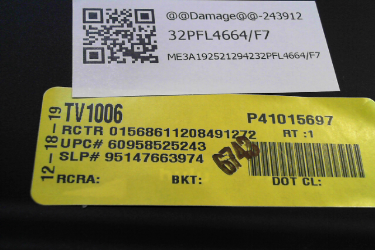 @@Damage@@-243912
32PFL4664/F7
ME3A192521294232PFL4664/F7
12-18-19
TV1006
P41015697
RCTR 01568611208491272
RT :1
UPC# 60958525243
SLP# 95147663974
6743
RCRA:
BKT:
DOT CL: